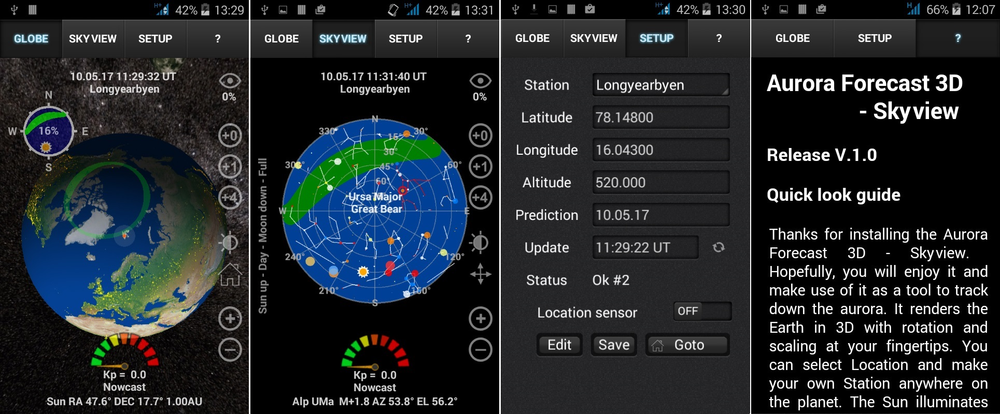 H+ 42% 13:29
GLOBE SKYVIEW SETUP ?
10.05.17 11:29:32 UT
Longyearbyen
0%
N
W 16% E
S
+0
+1
+4
Kp = 0.0
Nowcast
Sun RA 47.6° DEC 17.7° 1.00AU
H+ 42% 13:31
GLOBE SKYVIEW SETUP ?
10.05.17 11:31:40 UT
Longyearbyen
0%
N
330° 30°
15°
30°
+0
300° 45° 60°
+1
60°
+4
Ursa Major
Great Bear
W E
240° 120°
210° 150°
S
Sun up - Day - Moon down - Full
Kp = 0.0
Nowcast
Alp UMa M+1.8 AZ 53.8° EL 56.2°
H+ 42% 13:30
GLOBE SKYVIEW SETUP ?
Station Longyearbyen
Latitude 78.14800
Longitude 16.04300
Altitude 520.000
Prediction 10.05.17
Update 11:29:22 UT
Status Ok #2
Location sensor OFF
Edit Save Goto
H 66% 12:07
GLOBE SETUP ?
Aurora Forecast 3D
- Skyview
Release V.1.0
Quick look guide
Thanks for installing the Aurora
Forecast 3D - Skyview.
Hopefully, you will enjoy it and
make use of it as a tool to track
down the aurora. It renders the
Earth in 3D with rotation and
scaling at your fingertips. You
can select Location and make
your own Station anywhere on
the planet. The Sun illuminates